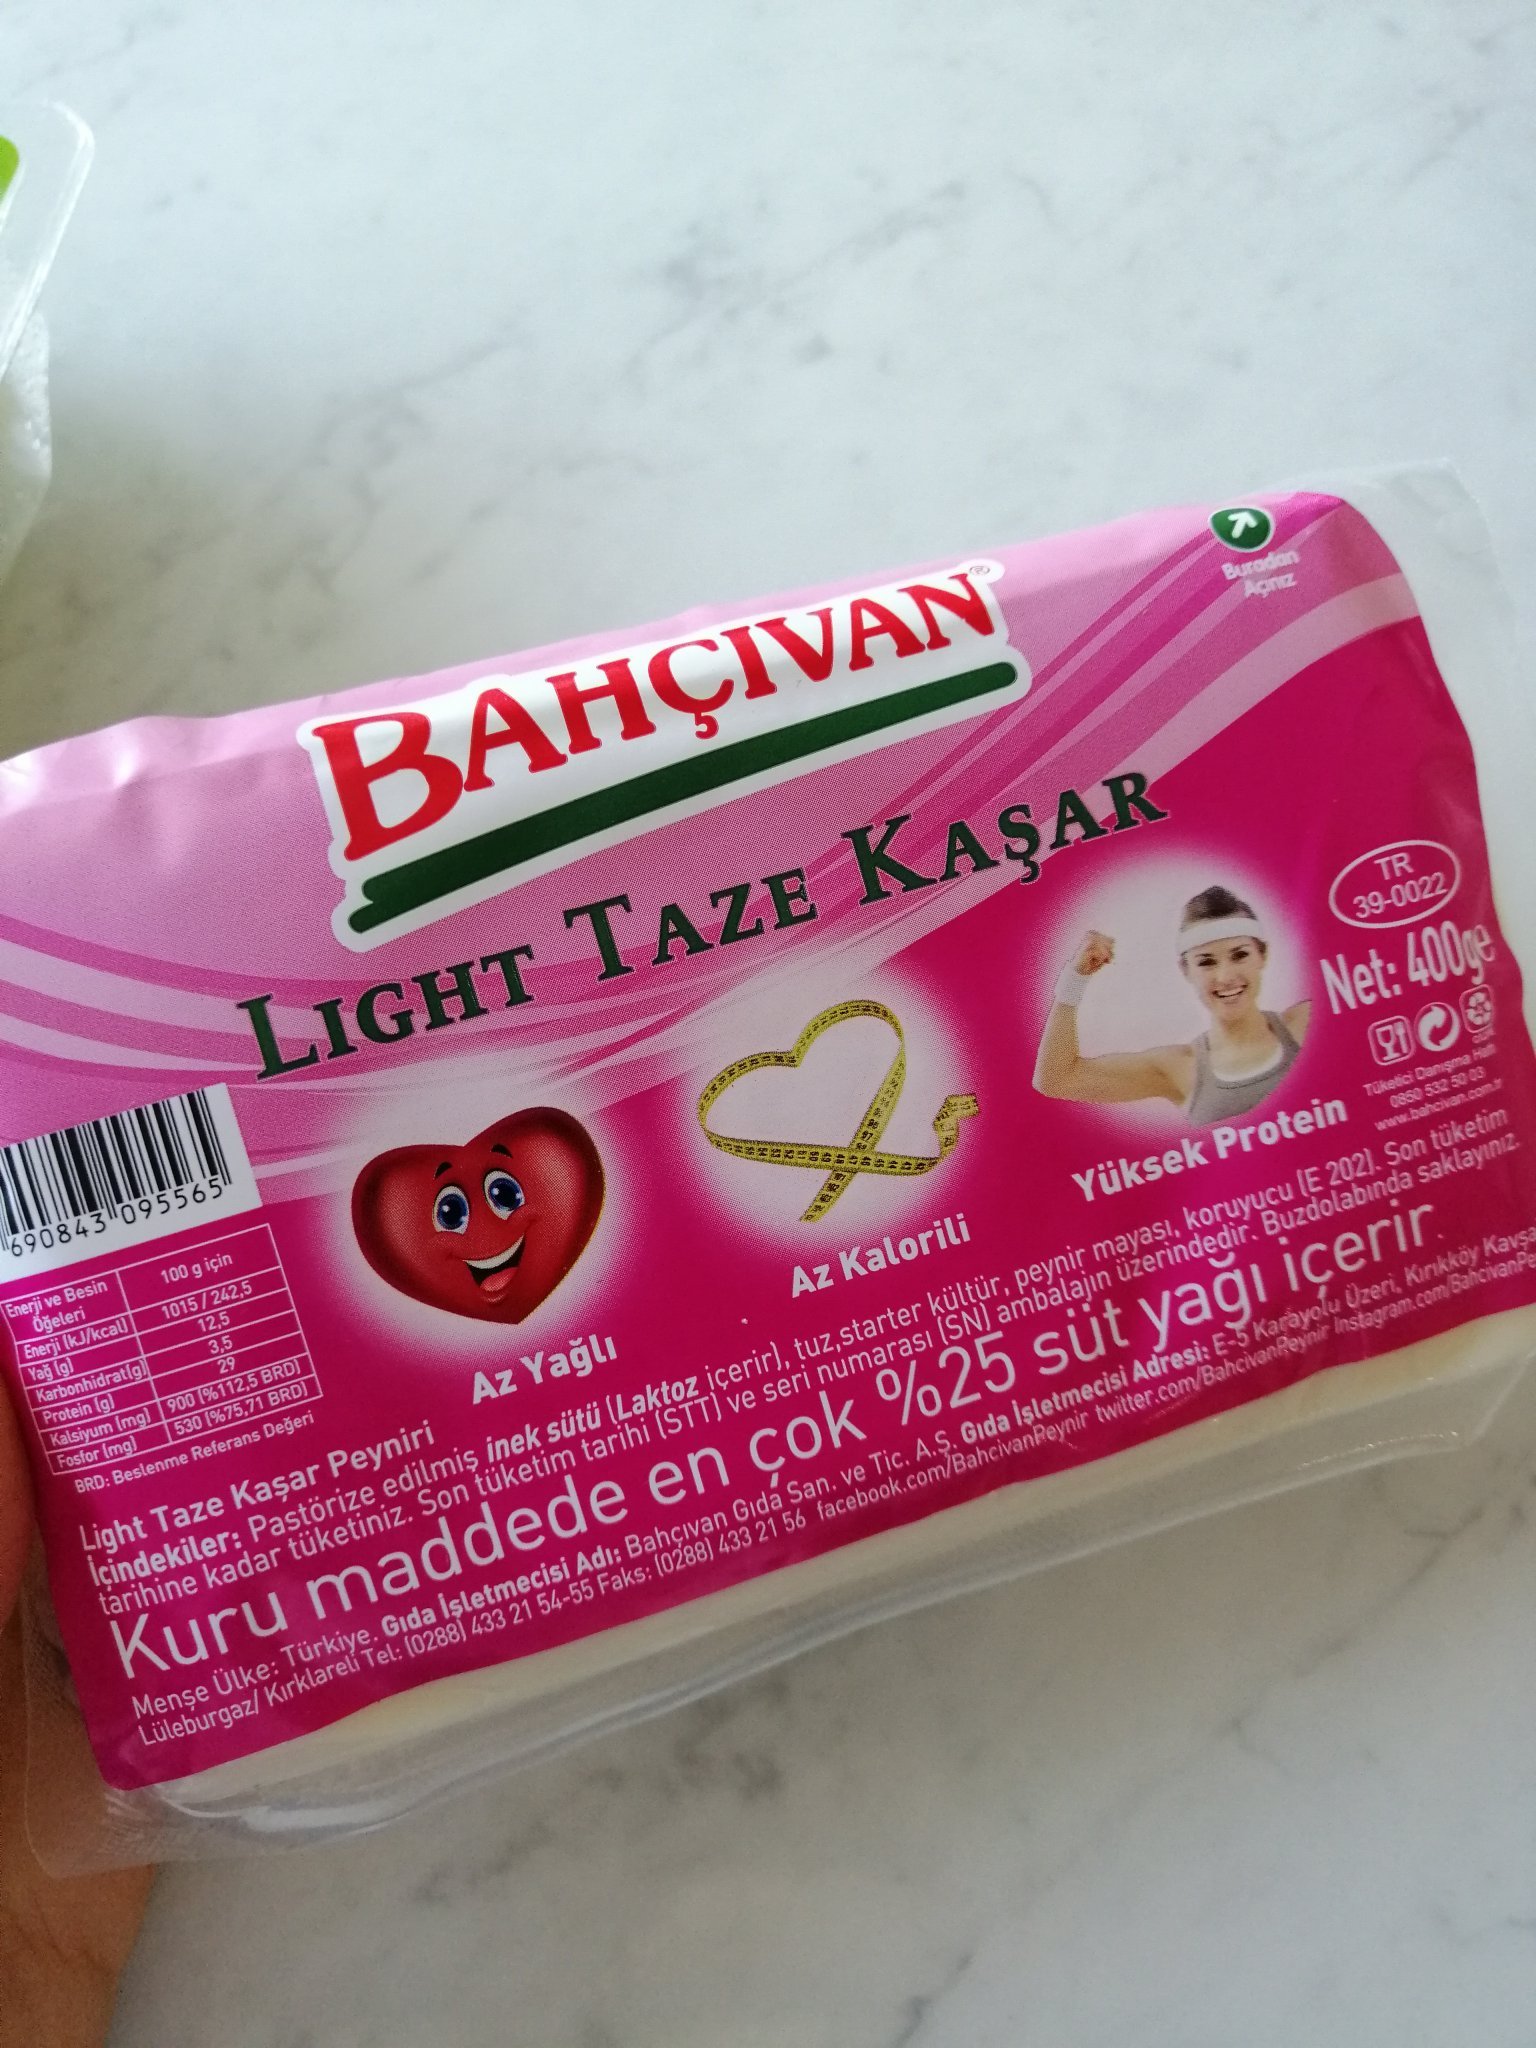 Buradan
Açınız
BAHÇIVAN®
LIGHT TAZE KAŞAR
TR
39-0022
Net: 400g e
Tüketici Danışma Hattı
0850 532 50 03
www.bahcivan.com.tr
Az Yağlı
Az Kalorili
Yüksek Protein
690843 095565
Enerji ve Besin Öğeleri 100 g için
Enerji (kJ/kcal) 1015 / 242,5
Yağ (g) 12,5
Karbonhidrat(g) 3,5
Protein (g) 29
Kalsiyum (mg) 900 (%112,5 BRD)
Fosfor (mg) 530 (%75,71 BRD)
BRD: Beslenme Referans Değeri
Light Taze Kaşar Peyniri
İçindekiler: Pastörize edilmiş inek sütü (Laktoz içerir), tuz,starter kültür, peynir mayası, koruyucu (E 202). Son tüketim
tarihine kadar tüketiniz. Son tüketim tarihi (STT) ve seri numarası (SN) ambalajın üzerindedir. Buzdolabında saklayınız.
Kuru maddede en çok %25 süt yağı içerir.
Menşe Ülke: Türkiye. Gıda İşletmecisi Adı: Bahçıvan Gıda San. ve Tic. A.Ş. Gıda İşletmecisi Adresi: E-5 Karayolu Üzeri, Kırıkköy
Lüleburgaz/ Kırklareli Tel: (0288) 433 21 54-55 Faks: (0288) 433 21 56 facebook.com/BahcivanPeynir twitter.com/BahcivanPeynir